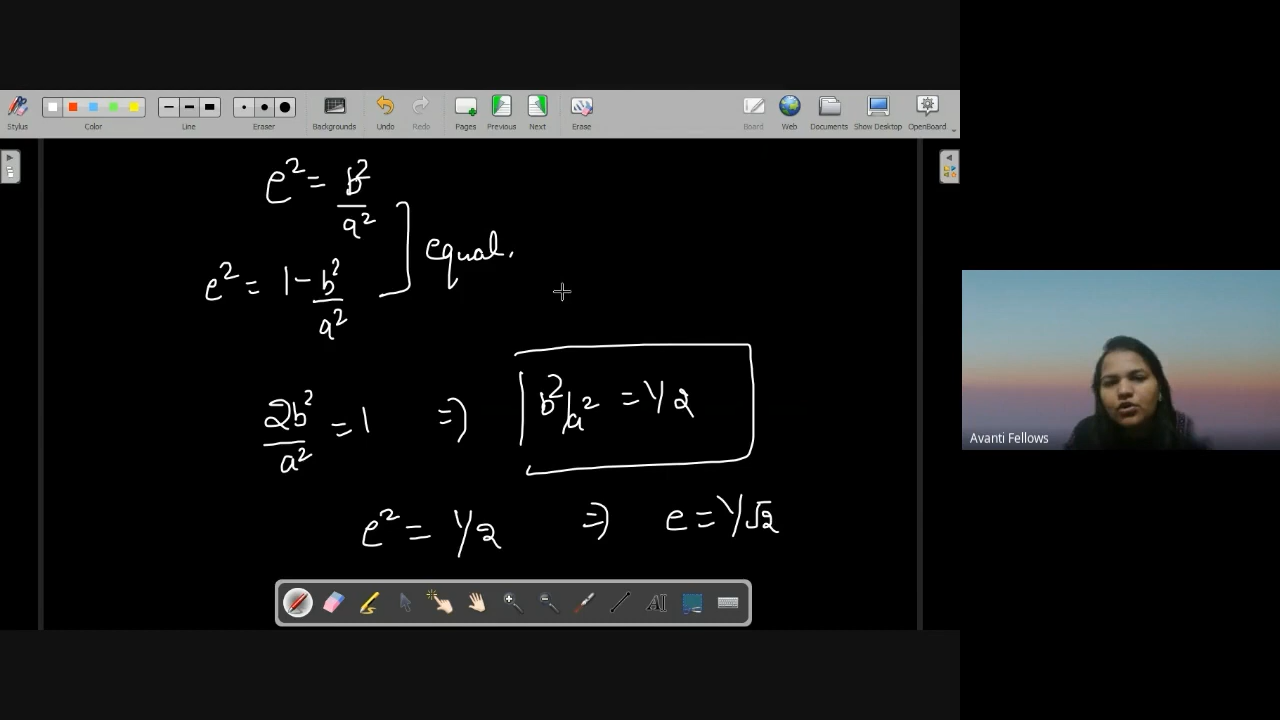 Stylus Color Line Eraser Backgrounds Undo Redo Pages Previous Next Erase Board Web Documents Show Desktop OpenBoard
e² = b²/a²
e² = 1 - b²/a²
equal.
2b²/a² = 1 ⇒ b²/a² = 1/2
e² = 1/2 ⇒ e = 1/√2
AI
Avanti Fellows